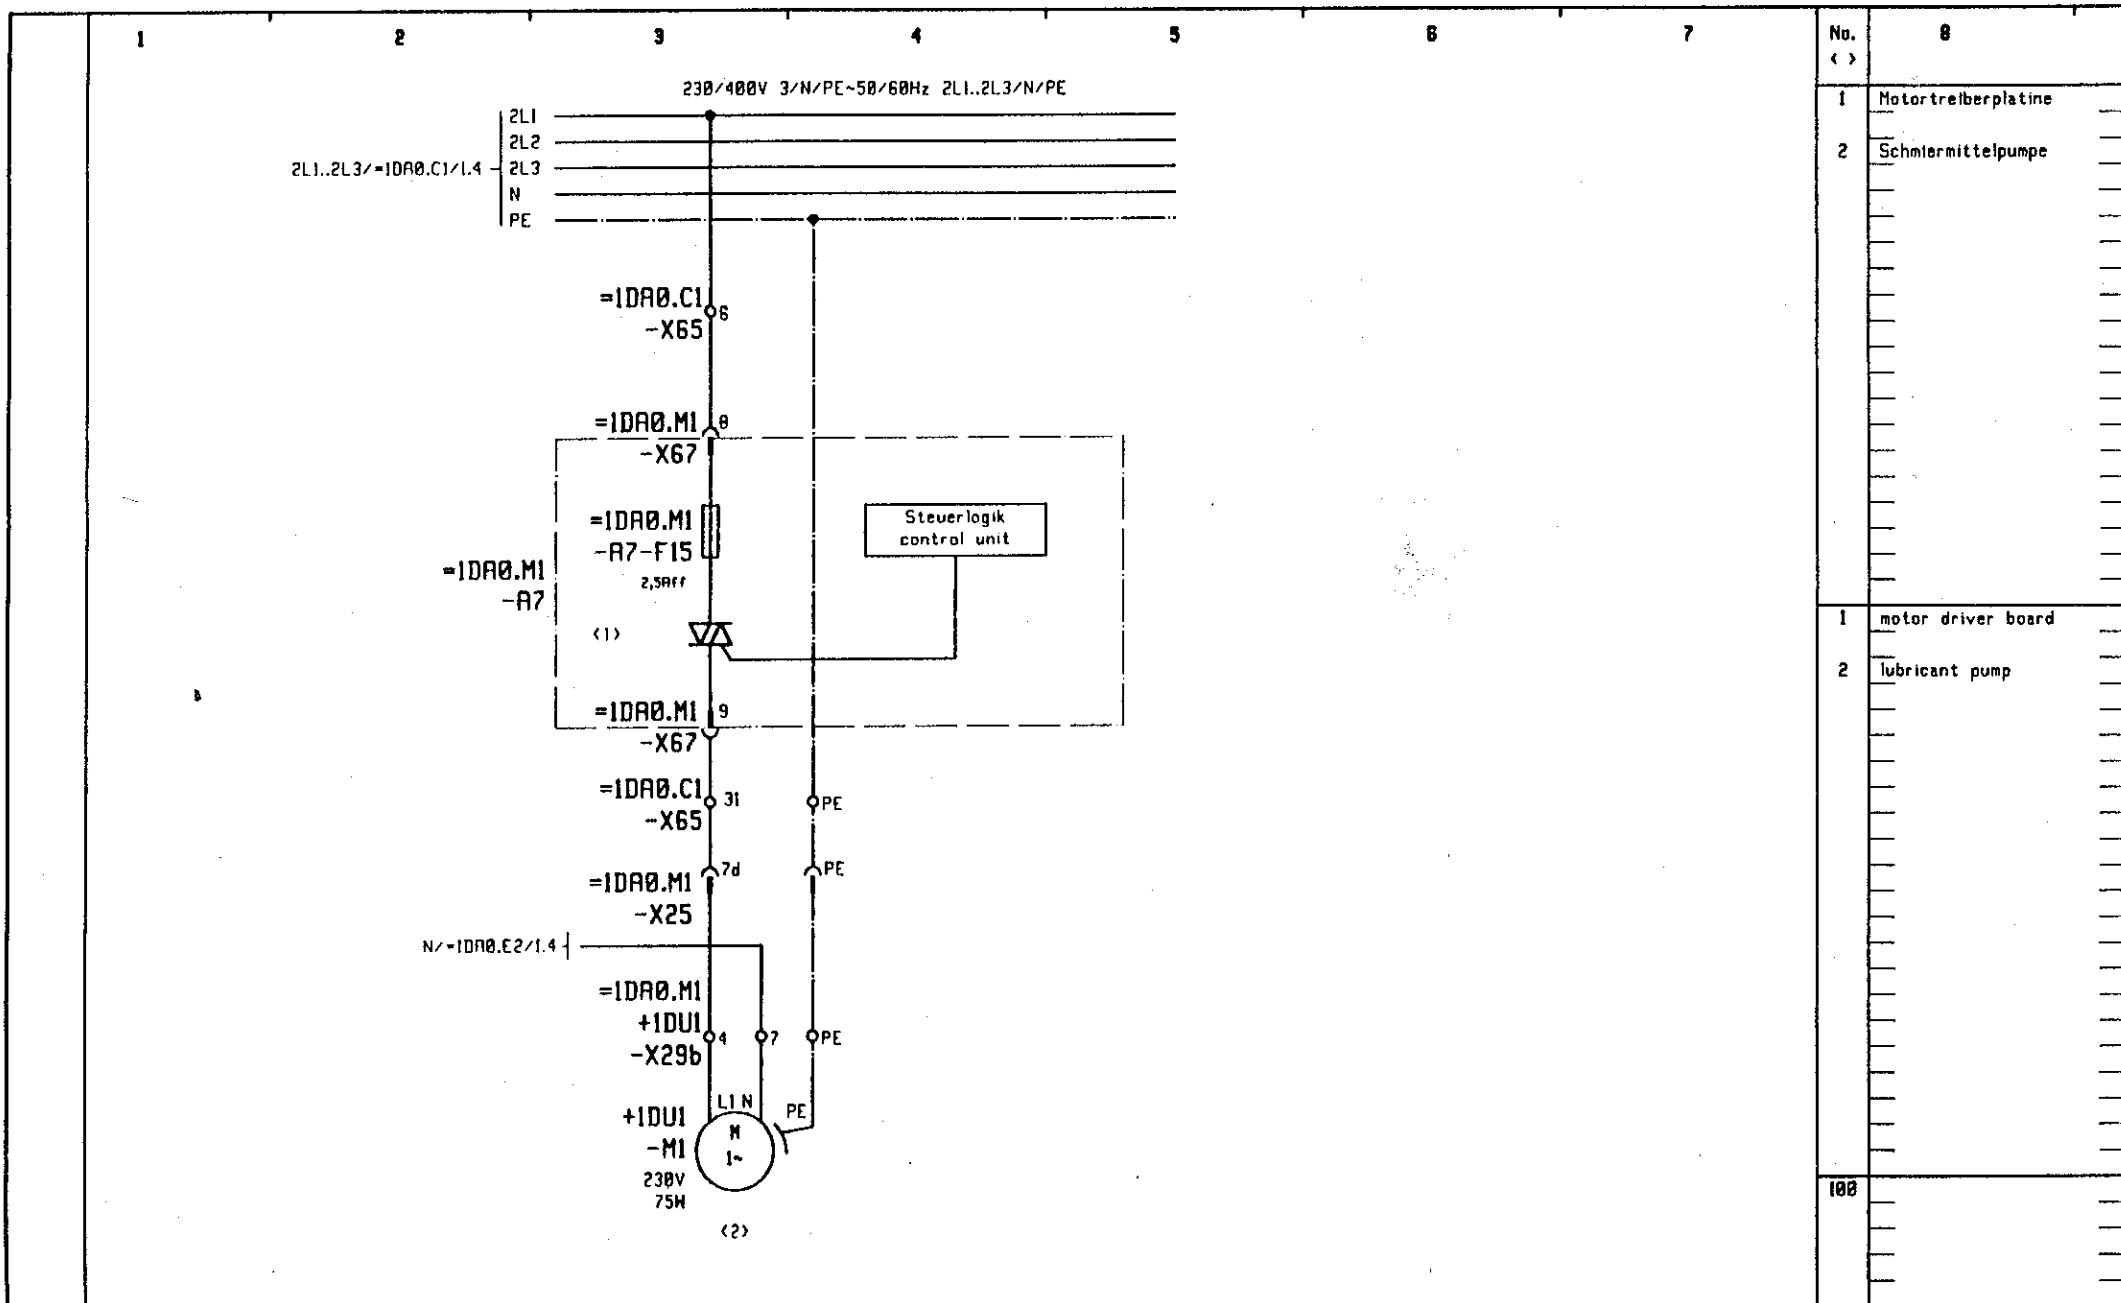 1 2 3 4 5 6 7 No. 8
< >
230/400V 3/N/PE~50/60Hz 2L1..2L3/N/PE
2L1
2L2
2L1..2L3/=1DA0.C1/1.4 2L3
N
PE
=1DA0.C1 6
-X65
=1DA0.M1 8
-X67
=1DA0.M1
-A7-F15
2,5Aff
Steuerlogik
control unit
=1DA0.M1
-A7
<1>
=1DA0.M1 9
-X67
=1DA0.C1 31 PE
-X65
7d PE
=1DA0.M1
-X25
N/=1DA0.E2/1.4
=1DA0.M1
+1DU1
4 7 PE
-X29b
L1 N PE
+1DU1
-M1
M
1~
230V
75W
<2>
1 Motortreiberplatine
2 Schmiermittelpumpe
1 motor driver board
2 lubricant pump
100